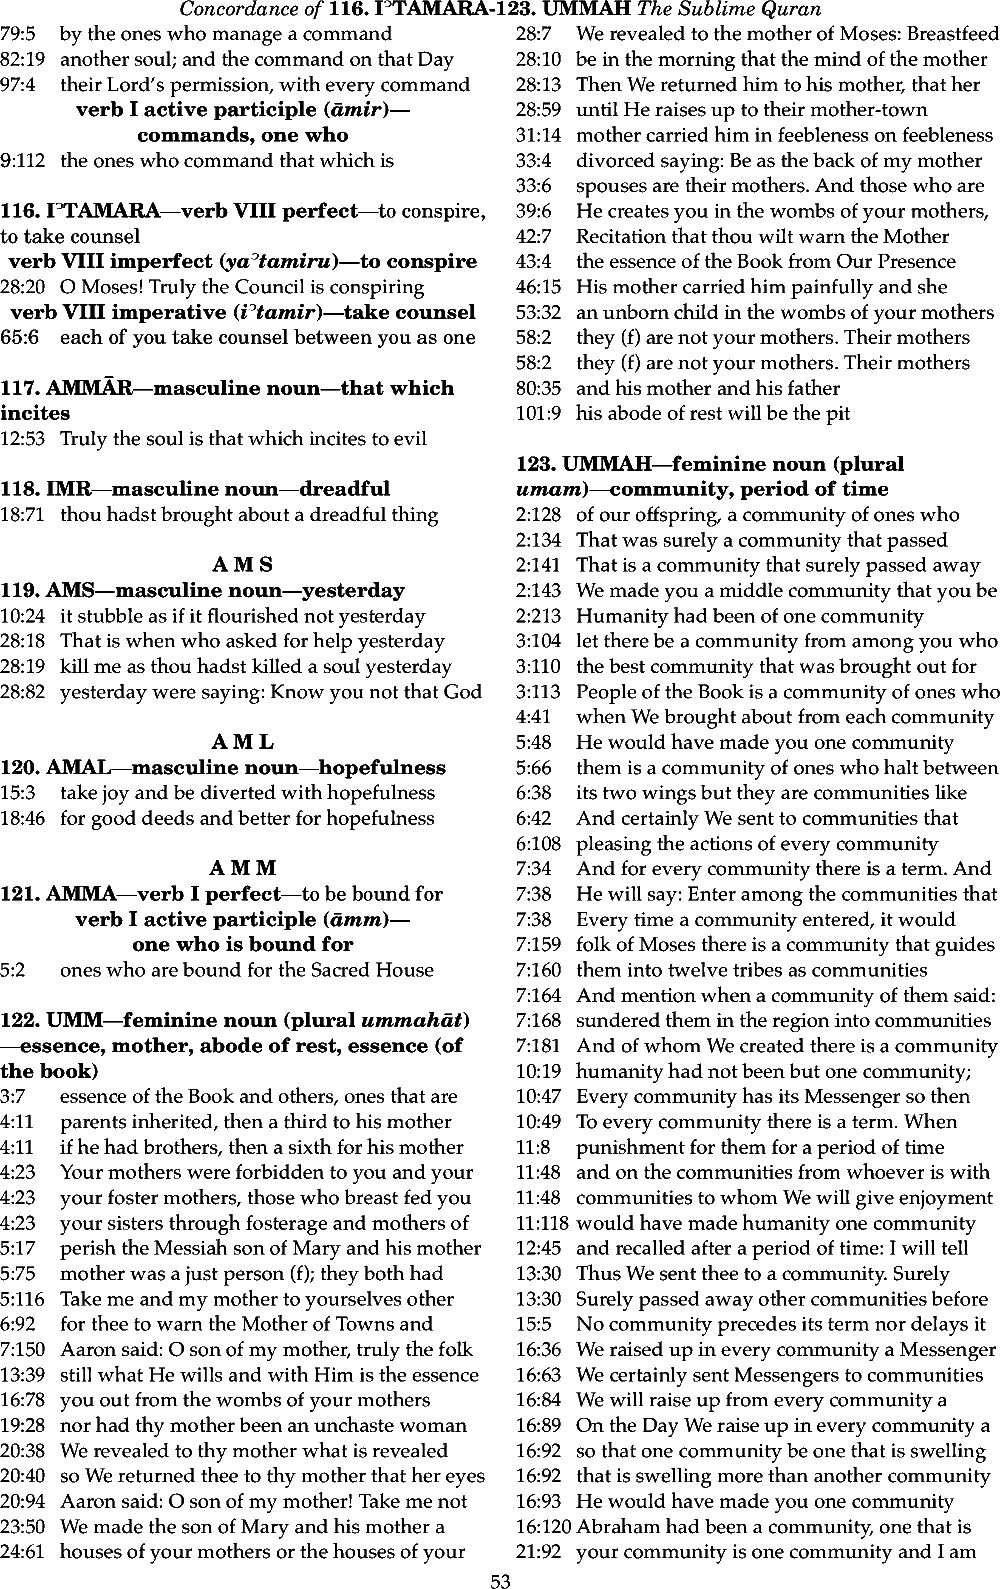 Concordance of 116. IʾTAMARA-123. UMMAH The Sublime Quran
79:5 by the ones who manage a command
82:19 another soul; and the command on that Day
97:4 their Lord's permission, with every command
verb I active participle (āmir)—
commands, one who
9:112 the ones who command that which is
116. IʾTAMARA—verb VIII perfect—to conspire,
to take counsel
verb VIII imperfect (yaʾtamiru)—to conspire
28:20 O Moses! Truly the Council is conspiring
verb VIII imperative (iʾtamir)—take counsel
65:6 each of you take counsel between you as one
117. AMMĀR—masculine noun—that which
incites
12:53 Truly the soul is that which incites to evil
118. IMR—masculine noun—dreadful
18:71 thou hadst brought about a dreadful thing
A M S
119. AMS—masculine noun—yesterday
10:24 it stubble as if it flourished not yesterday
28:18 That is when who asked for help yesterday
28:19 kill me as thou hadst killed a soul yesterday
28:82 yesterday were saying: Know you not that God
A M L
120. AMAL—masculine noun—hopefulness
15:3 take joy and be diverted with hopefulness
18:46 for good deeds and better for hopefulness
A M M
121. AMMA—verb I perfect—to be bound for
verb I active participle (āmm)—
one who is bound for
5:2 ones who are bound for the Sacred House
122. UMM—feminine noun (plural ummahāt)
—essence, mother, abode of rest, essence (of
the book)
3:7 essence of the Book and others, ones that are
4:11 parents inherited, then a third to his mother
4:11 if he had brothers, then a sixth for his mother
4:23 Your mothers were forbidden to you and your
4:23 your foster mothers, those who breast fed you
4:23 your sisters through fosterage and mothers of
5:17 perish the Messiah son of Mary and his mother
5:75 mother was a just person (f); they both had
5:116 Take me and my mother to yourselves other
6:92 for thee to warn the Mother of Towns and
7:150 Aaron said: O son of my mother, truly the folk
13:39 still what He wills and with Him is the essence
16:78 you out from the wombs of your mothers
19:28 nor had thy mother been an unchaste woman
20:38 We revealed to thy mother what is revealed
20:40 so We returned thee to thy mother that her eyes
20:94 Aaron said: O son of my mother! Take me not
23:50 We made the son of Mary and his mother a
24:61 houses of your mothers or the houses of your
28:7 We revealed to the mother of Moses: Breastfeed
28:10 be in the morning that the mind of the mother
28:13 Then We returned him to his mother, that her
28:59 until He raises up to their mother-town
31:14 mother carried him in feebleness on feebleness
33:4 divorced saying: Be as the back of my mother
33:6 spouses are their mothers. And those who are
39:6 He creates you in the wombs of your mothers,
42:7 Recitation that thou wilt warn the Mother
43:4 the essence of the Book from Our Presence
46:15 His mother carried him painfully and she
53:32 an unborn child in the wombs of your mothers
58:2 they (f) are not your mothers. Their mothers
58:2 they (f) are not your mothers. Their mothers
80:35 and his mother and his father
101:9 his abode of rest will be the pit
123. UMMAH—feminine noun (plural
umam)—community, period of time
2:128 of our offspring, a community of ones who
2:134 That was surely a community that passed
2:141 That is a community that surely passed away
2:143 We made you a middle community that you be
2:213 Humanity had been of one community
3:104 let there be a community from among you who
3:110 the best community that was brought out for
3:113 People of the Book is a community of ones who
4:41 when We brought about from each community
5:48 He would have made you one community
5:66 them is a community of ones who halt between
6:38 its two wings but they are communities like
6:42 And certainly We sent to communities that
6:108 pleasing the actions of every community
7:34 And for every community there is a term. And
7:38 He will say: Enter among the communities that
7:38 Every time a community entered, it would
7:159 folk of Moses there is a community that guides
7:160 them into twelve tribes as communities
7:164 And mention when a community of them said:
7:168 sundered them in the region into communities
7:181 And of whom We created there is a community
10:19 humanity had not been but one community;
10:47 Every community has its Messenger so then
10:49 To every community there is a term. When
11:8 punishment for them for a period of time
11:48 and on the communities from whoever is with
11:48 communities to whom We will give enjoyment
11:118 would have made humanity one community
12:45 and recalled after a period of time: I will tell
13:30 Thus We sent thee to a community. Surely
13:30 Surely passed away other communities before
15:5 No community precedes its term nor delays it
16:36 We raised up in every community a Messenger
16:63 We certainly sent Messengers to communities
16:84 We will raise up from every community a
16:89 On the Day We raise up in every community a
16:92 so that one community be one that is swelling
16:92 that is swelling more than another community
16:93 He would have made you one community
16:120 Abraham had been a community, one that is
21:92 your community is one community and I am
53